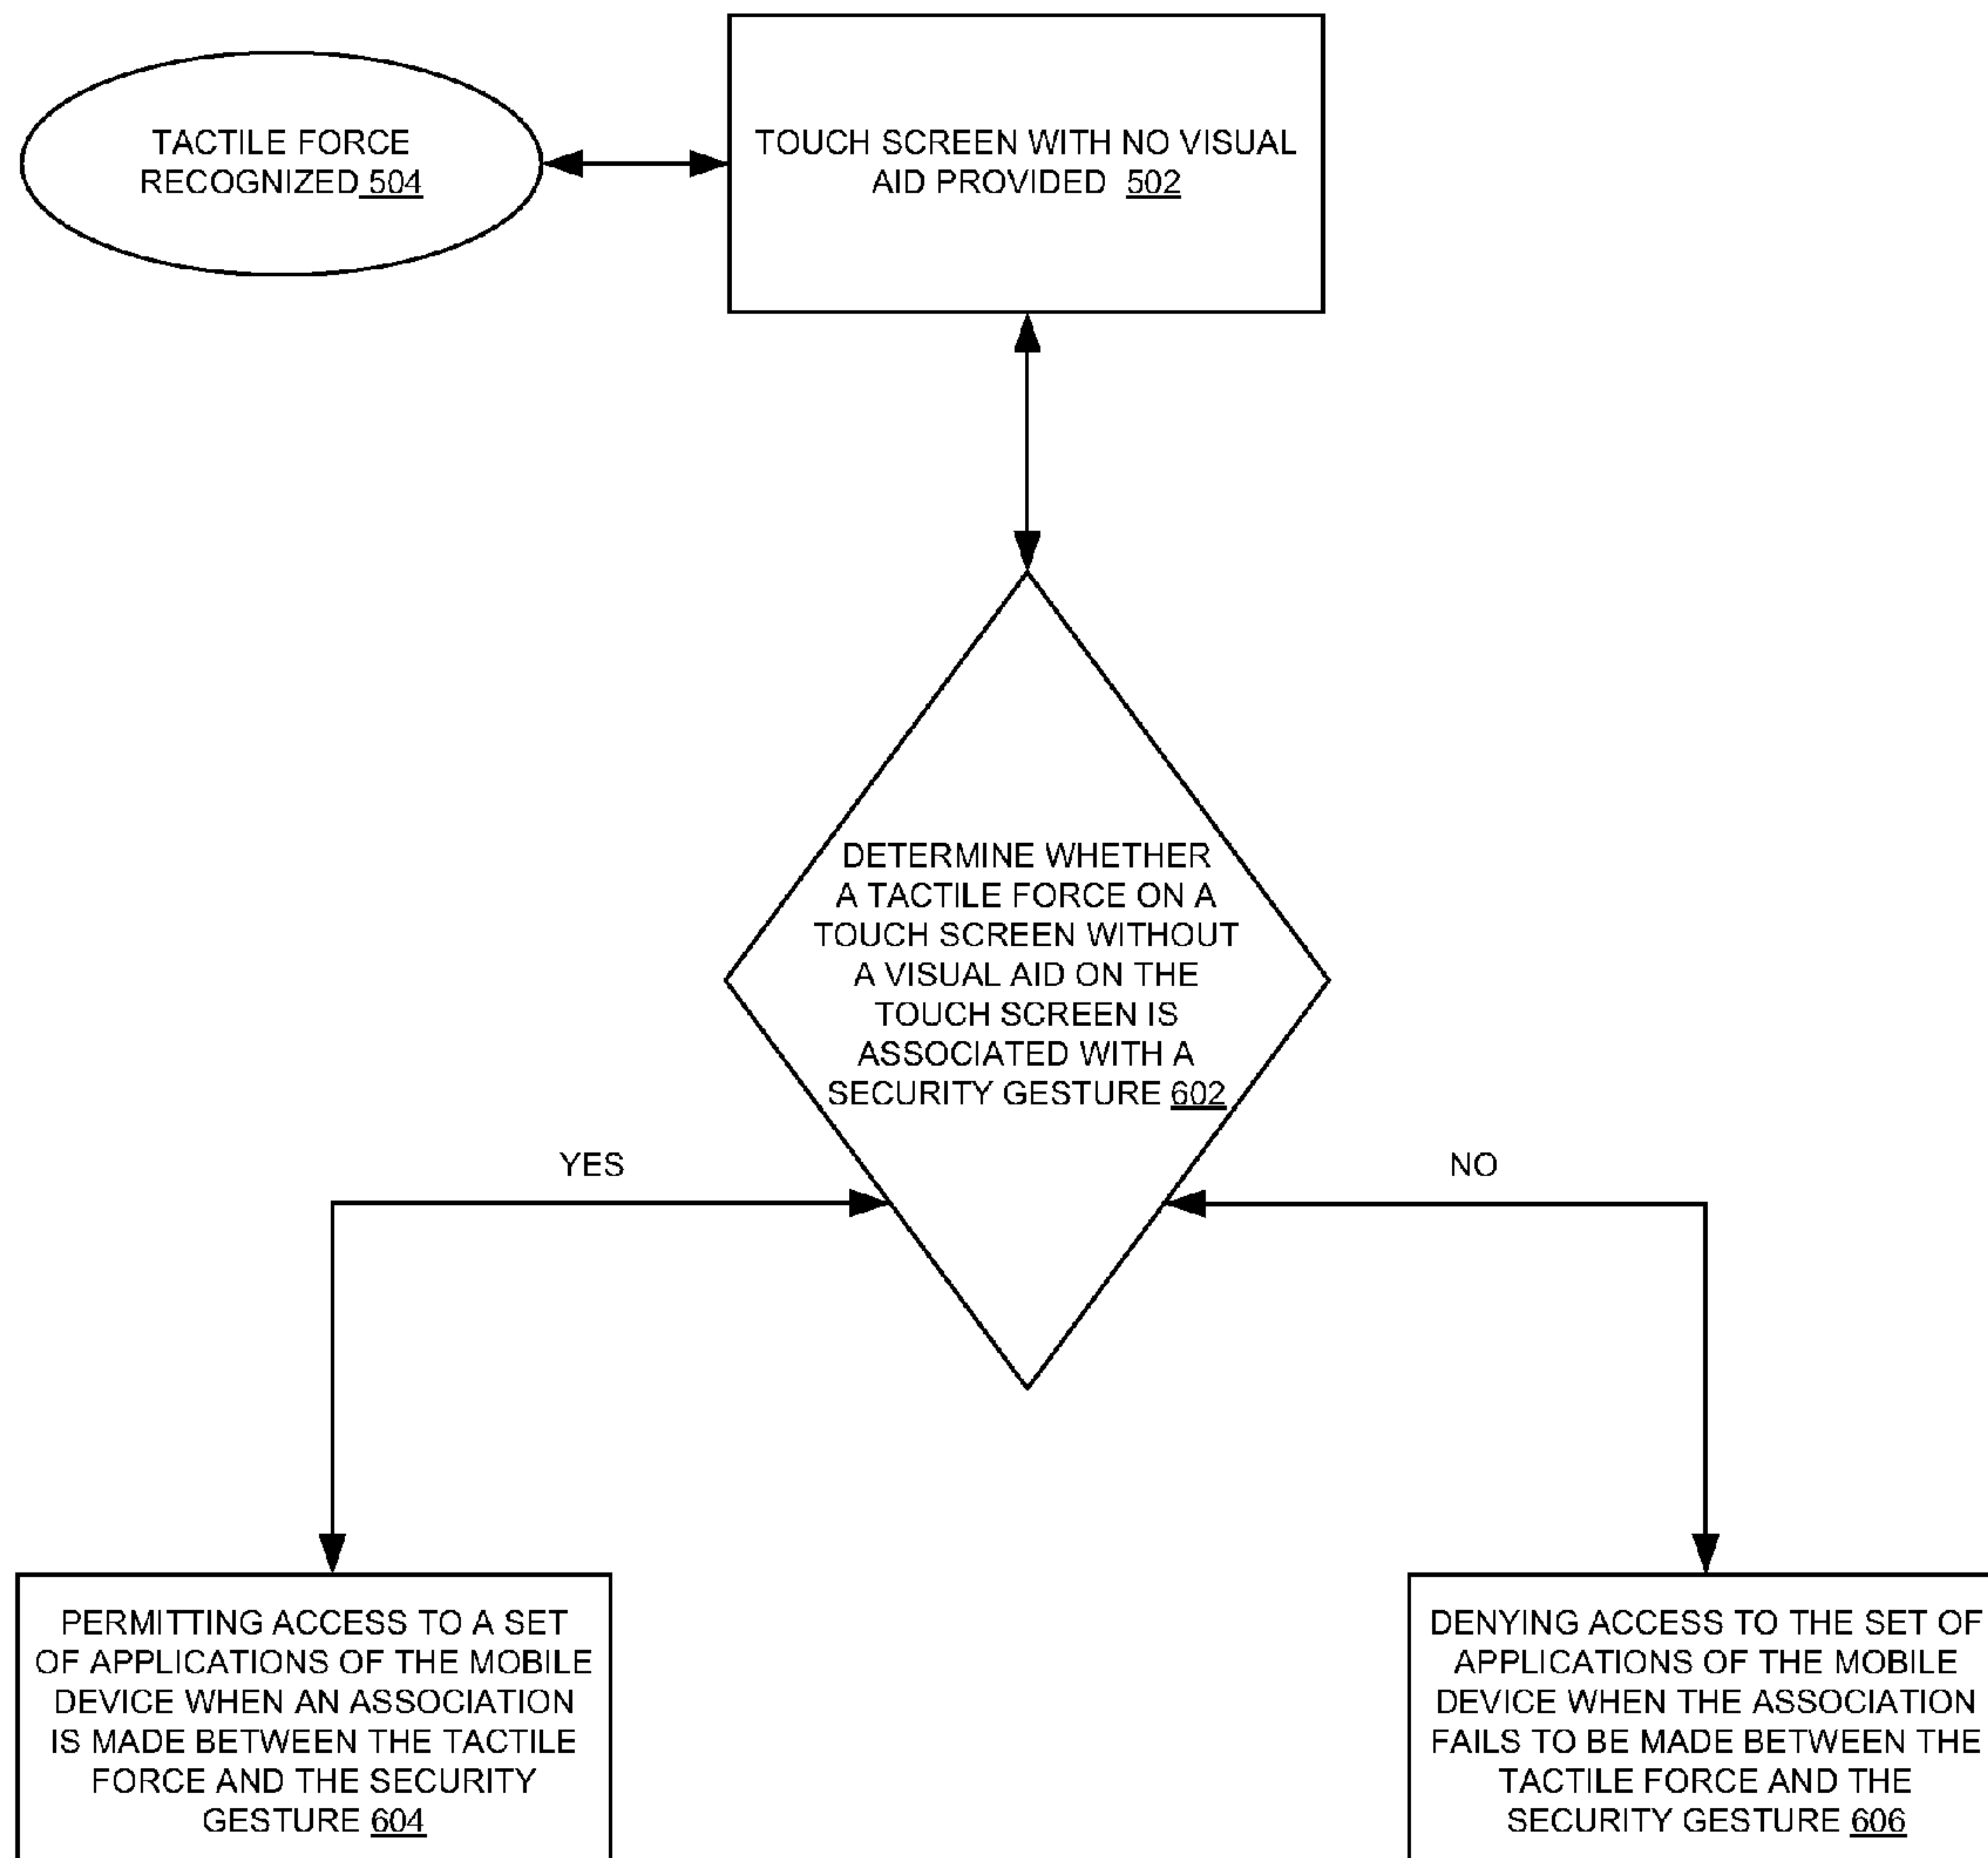 TACTILE FORCE
RECOGNIZED 504
TOUCH SCREEN WITH NO VISUAL
AID PROVIDED 502
DETERMINE WHETHER
A TACTILE FORCE ON A
TOUCH SCREEN WITHOUT
A VISUAL AID ON THE
TOUCH SCREEN IS
ASSOCIATED WITH A
SECURITY GESTURE 602
YES
NO
PERMITTING ACCESS TO A SET
OF APPLICATIONS OF THE MOBILE
DEVICE WHEN AN ASSOCIATION
IS MADE BETWEEN THE TACTILE
FORCE AND THE SECURITY
GESTURE 604
DENYING ACCESS TO THE SET OF
APPLICATIONS OF THE MOBILE
DEVICE WHEN THE ASSOCIATION
FAILS TO BE MADE BETWEEN THE
TACTILE FORCE AND THE
SECURITY GESTURE 606